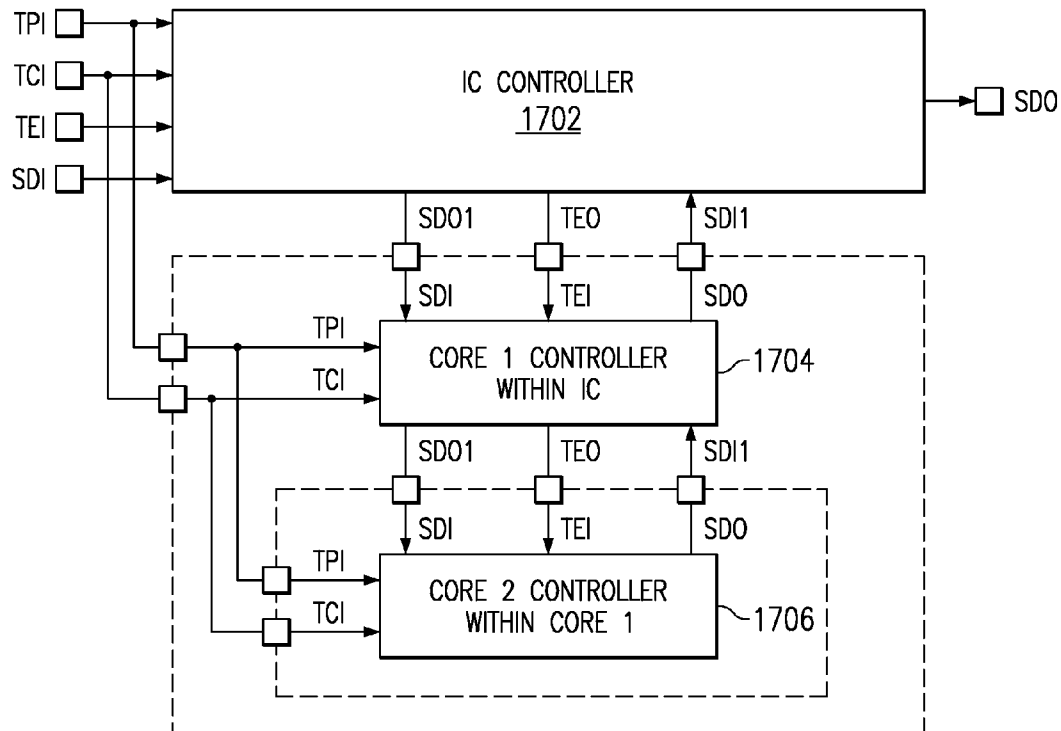 TPI
TCI
TEI
SDI
IC CONTROLLER
1702
SDO
SDO1
TEO
SDI1
SDI
TEI
SDO
TPI
TCI
CORE 1 CONTROLLER
WITHIN IC
1704
SDO1
TEO
SDI1
SDI
TEI
SDO
TPI
TCI
CORE 2 CONTROLLER
WITHIN CORE 1
1706